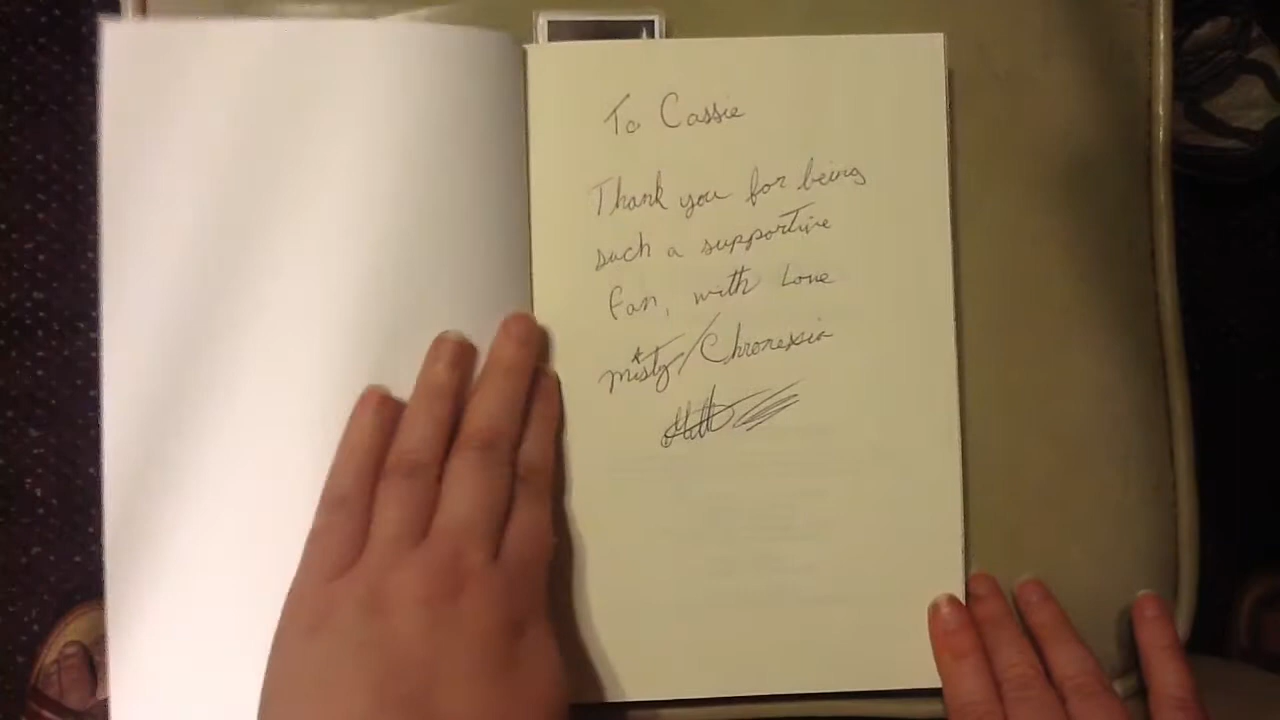 To Cassie
Thank you for being
such a supportive
fan, with Love
Misty/Chronexia